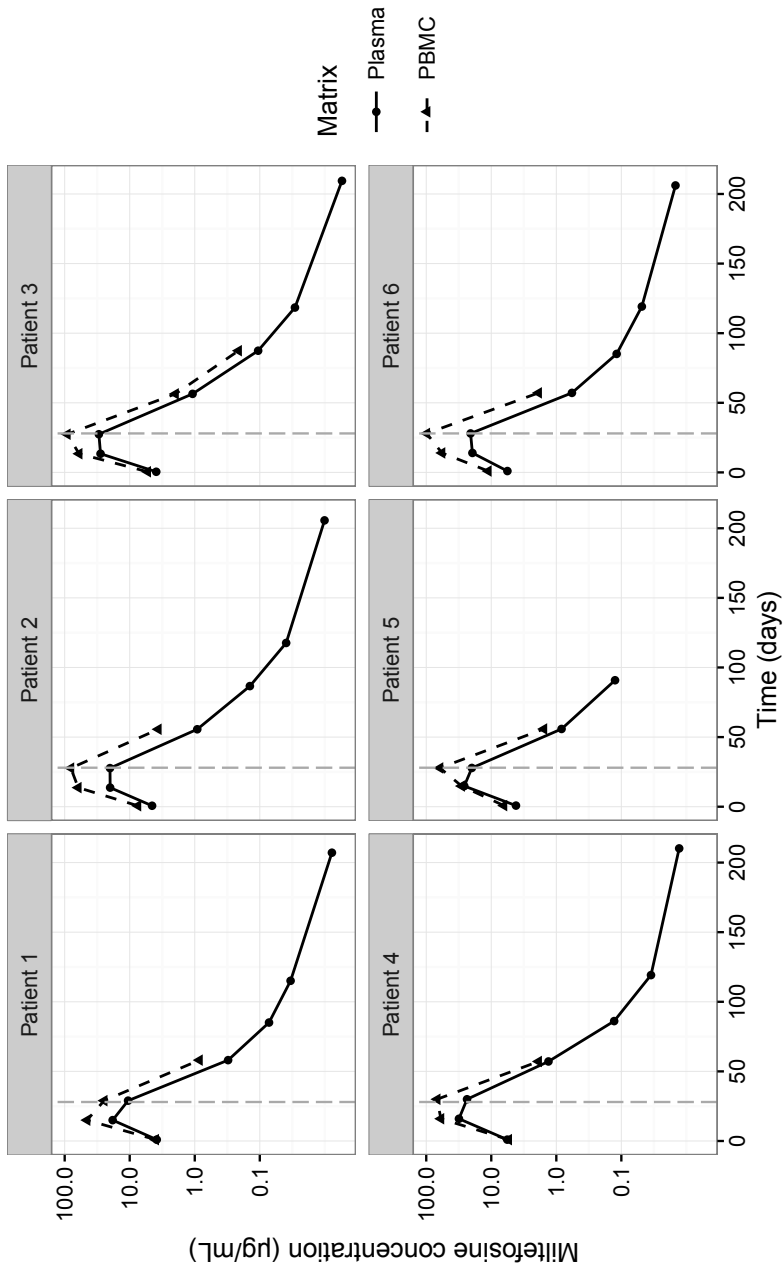 Patient 1
Patient 2
Patient 3
100.0
10.0
1.0
0.1
Patient 4
Patient 5
Patient 6
100.0
10.0
1.0
0.1
0
50
100
150
200
0
50
100
150
200
0
50
100
150
200
Time (days)
Miltefosine concentration (µg/mL)
Matrix
Plasma
PBMC